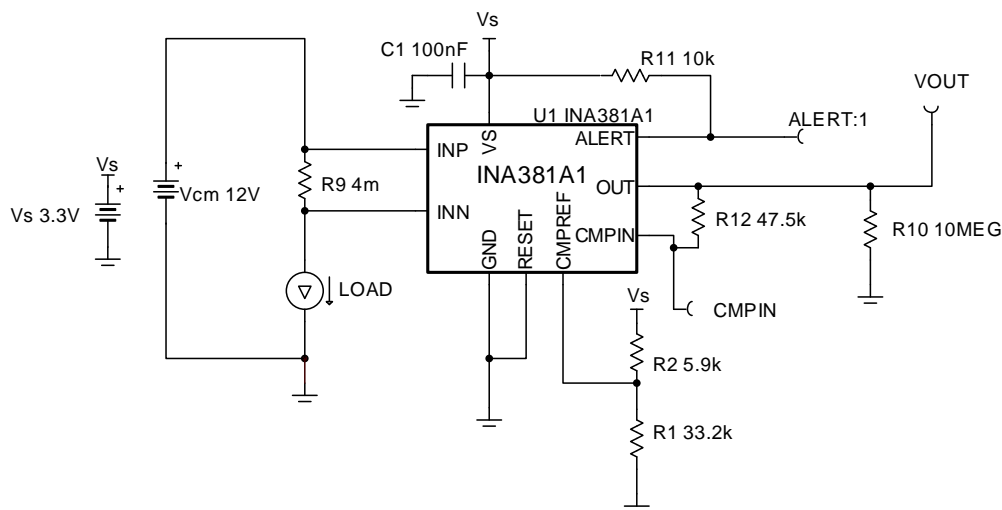 Vs
C1 100nF
R11 10k
VOUT
U1 INA381A1
ALERT:1
Vs
Vs 3.3V
Vcm 12V
R9 4m
INP
VS
ALERT
INA381A1
OUT
INN
CMPIN
GND
RESET
CMPREF
R12 47.5k
R10 10MEG
LOAD
CMPIN
Vs
R2 5.9k
R1 33.2k
+
+